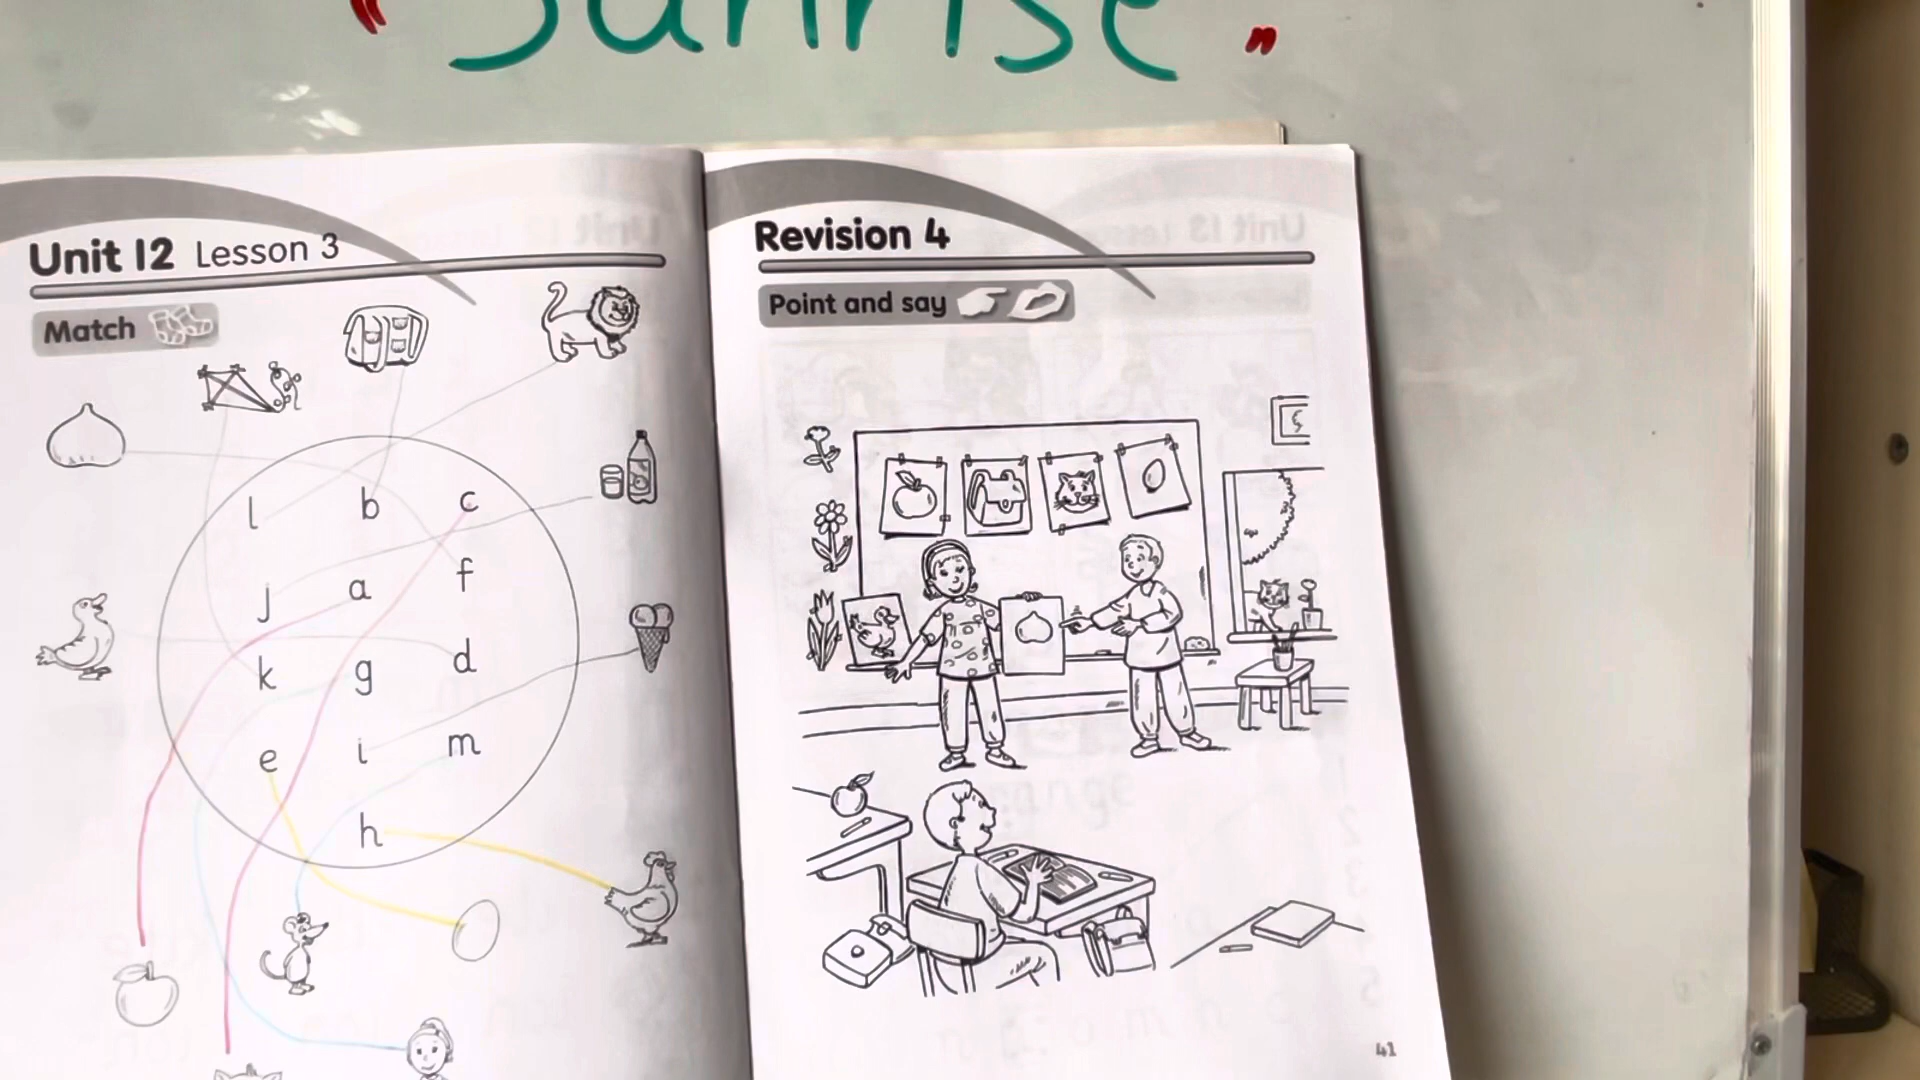 "Sunrise"
Unit 12 Lesson 3
Match
l b c
j a f
k g d
e i m
h
Revision 4
Point and say
41